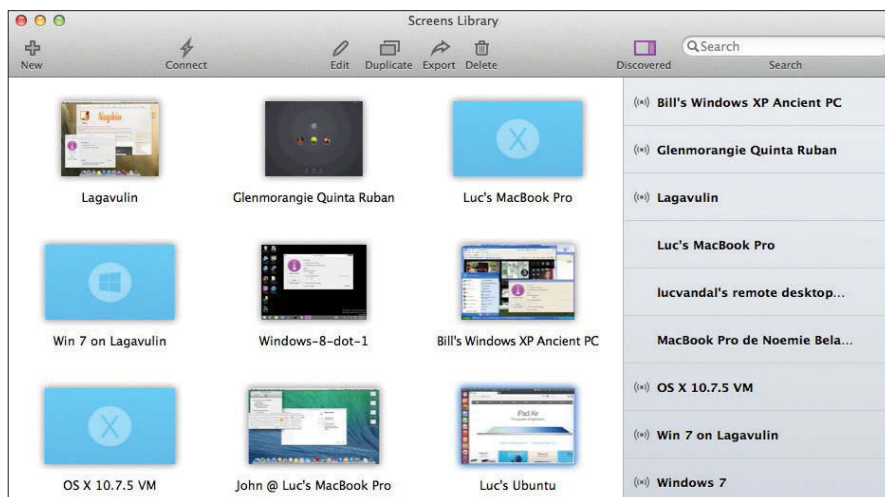 Screens Library
New
Connect
Edit
Duplicate
Export
Delete
Discovered
Search
Search
Napkin
Lagavulin
Glenmorangie Quinta Ruban
Luc's MacBook Pro
Win 7 on Lagavulin
Windows-8-dot-1
Bill's Windows XP Ancient PC
OS X 10.7.5 VM
John @ Luc's MacBook Pro
iPad Air
Luc's Ubuntu
Bill's Windows XP Ancient PC
Glenmorangie Quinta Ruban
Lagavulin
Luc's MacBook Pro
lucvandal's remote desktop...
MacBook Pro de Noemie Bela...
OS X 10.7.5 VM
Win 7 on Lagavulin
Windows 7